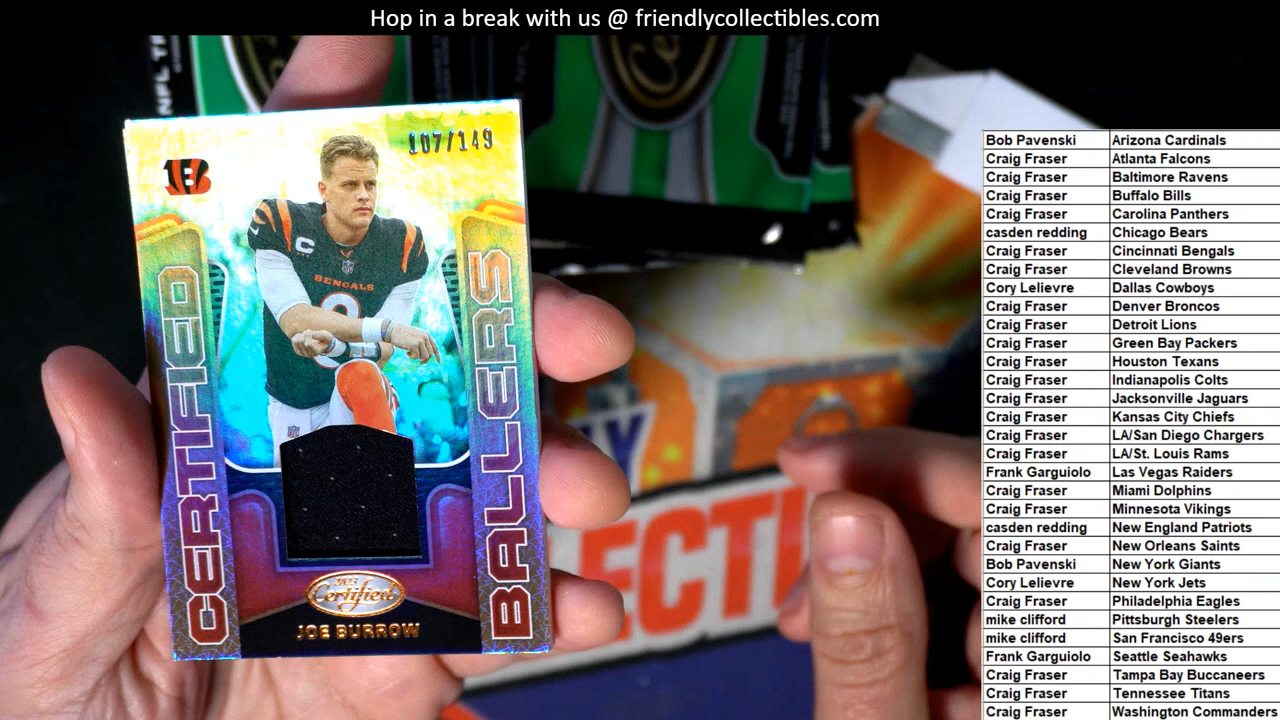 Hop in a break with us @ friendlycollectibles.com
107/149
B
C
BENGALS
CERTIFIED
BALLERS
2023
Certified
JOE BURROW
NFL
Ce
ECTI
Bob Pavenski Arizona Cardinals
Craig Fraser Atlanta Falcons
Craig Fraser Baltimore Ravens
Craig Fraser Buffalo Bills
Craig Fraser Carolina Panthers
casden redding Chicago Bears
Craig Fraser Cincinnati Bengals
Craig Fraser Cleveland Browns
Cory Lelievre Dallas Cowboys
Craig Fraser Denver Broncos
Craig Fraser Detroit Lions
Craig Fraser Green Bay Packers
Craig Fraser Houston Texans
Craig Fraser Indianapolis Colts
Craig Fraser Jacksonville Jaguars
Craig Fraser Kansas City Chiefs
Craig Fraser LA/San Diego Chargers
Craig Fraser LA/St. Louis Rams
Frank Garguiolo Las Vegas Raiders
Craig Fraser Miami Dolphins
Craig Fraser Minnesota Vikings
casden redding New England Patriots
Craig Fraser New Orleans Saints
Bob Pavenski New York Giants
Cory Lelievre New York Jets
Craig Fraser Philadelphia Eagles
mike clifford Pittsburgh Steelers
mike clifford San Francisco 49ers
Frank Garguiolo Seattle Seahawks
Craig Fraser Tampa Bay Buccaneers
Craig Fraser Tennessee Titans
Craig Fraser Washington Commanders